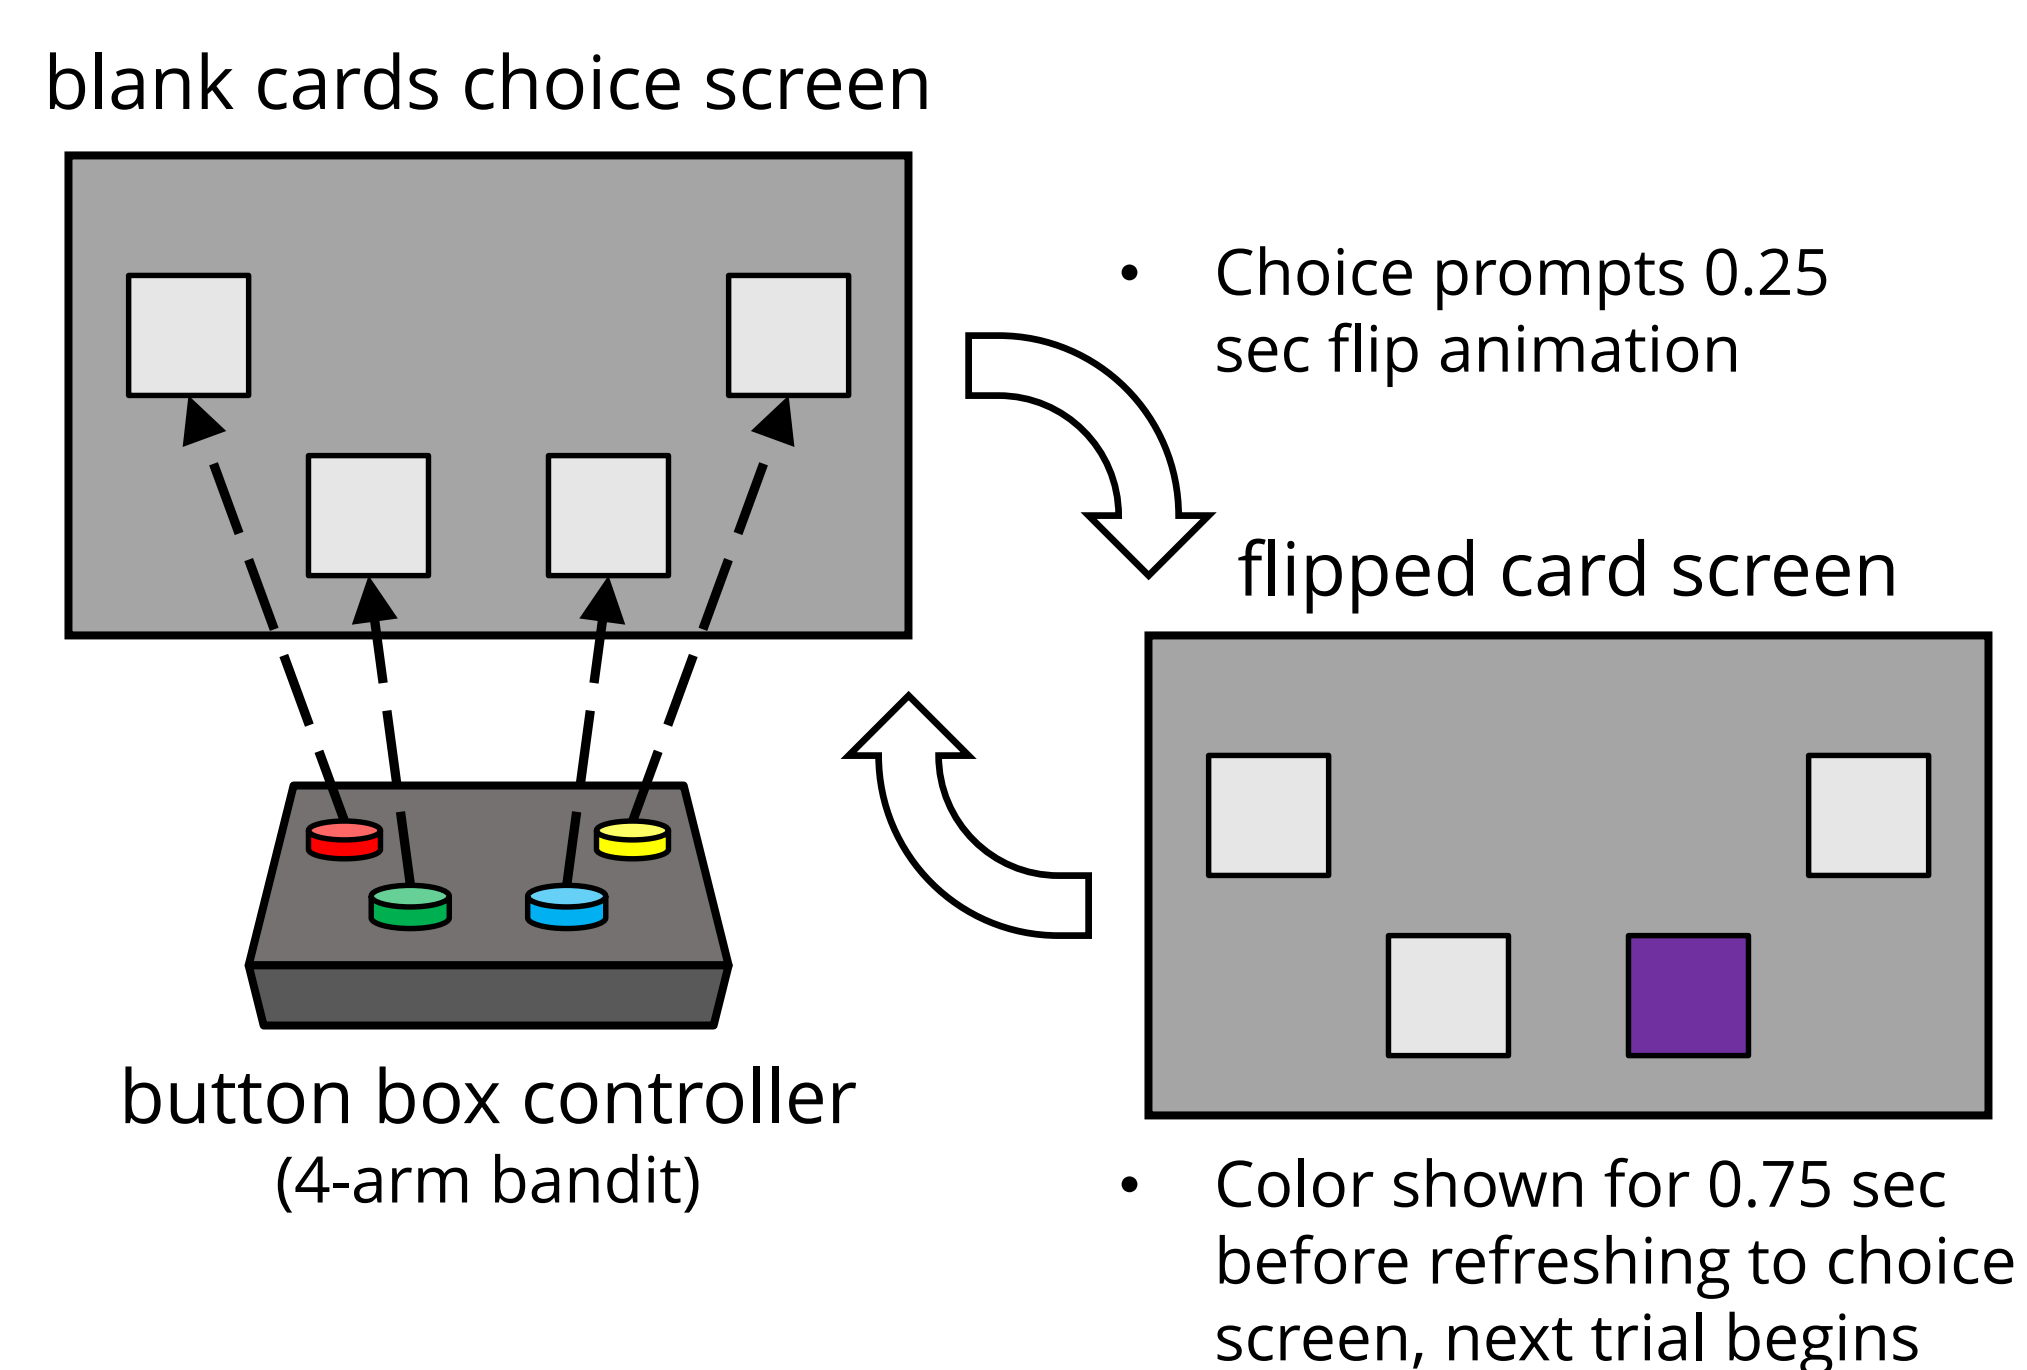 blank cards choice screen
• Choice prompts 0.25
sec flip animation
flipped card screen
button box controller
(4-arm bandit)
• Color shown for 0.75 sec
before refreshing to choice
screen, next trial begins